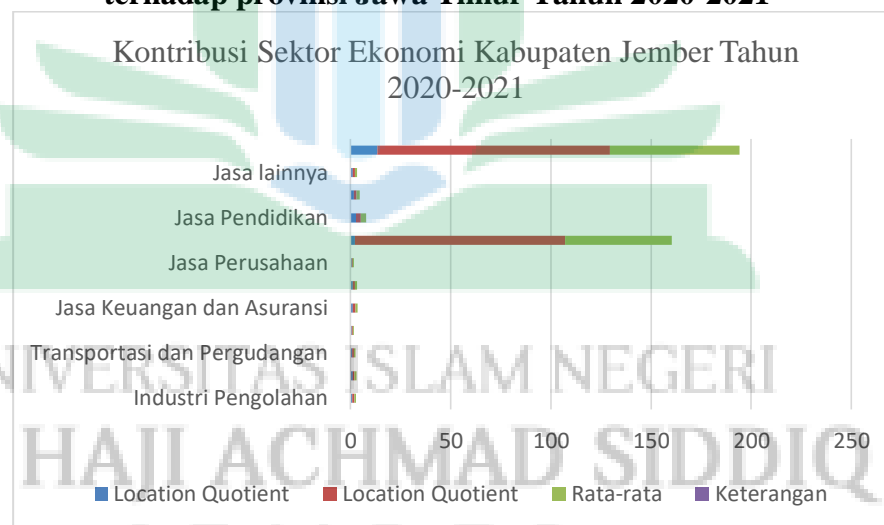 terhadap provinsi Jawa Timur Tahun 2020-2021
Kontribusi Sektor Ekonomi Kabupaten Jember Tahun
2020-2021
Jasa lainnya
Jasa Pendidikan
Jasa Perusahaan
Jasa Keuangan dan Asuransi
Transportasi dan Pergudangan
Industri Pengolahan
0 50 100 150 200 250
Location Quotient Location Quotient Rata-rata Keterangan
UNIVERSITAS ISLAM NEGERI
HAJI ACHMAD SIDDIQ